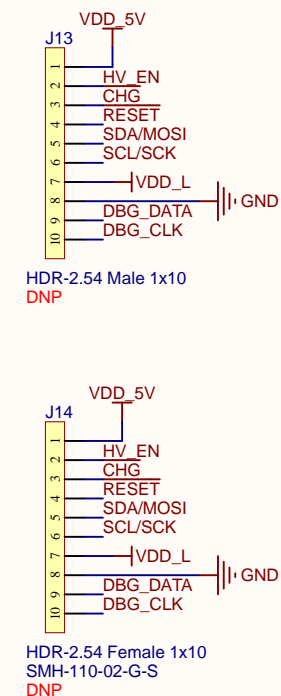 VDD_5V
J13
1
HV_EN
2
CHG
3
RESET
4
SDA/MOSI
5
SCL/SCK
6
7
VDD_L
8
GND
DBG_DATA
9
DBG_CLK
10
HDR-2.54 Male 1x10
DNP
VDD_5V
J14
1
HV_EN
2
CHG
3
RESET
4
SDA/MOSI
5
SCL/SCK
6
7
VDD_L
8
GND
DBG_DATA
9
DBG_CLK
10
HDR-2.54 Female 1x10
SMH-110-02-G-S
DNP